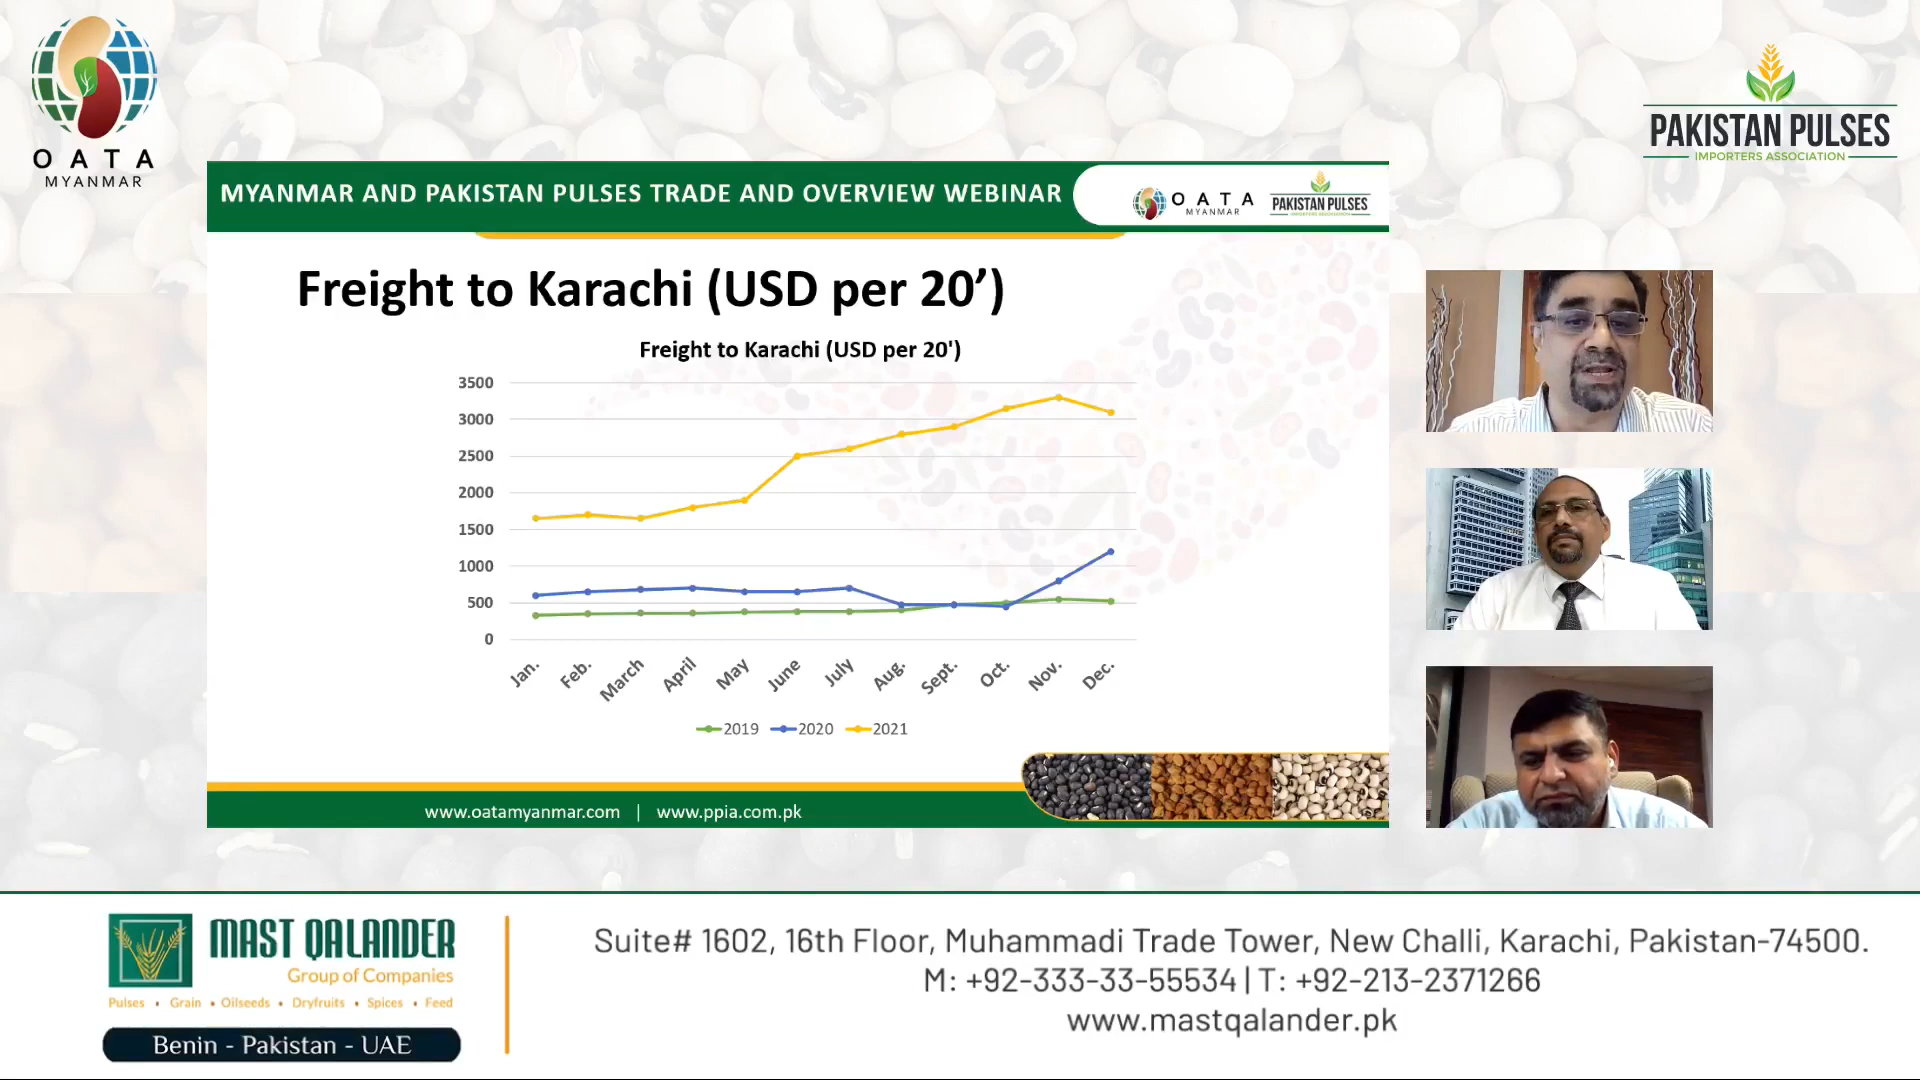 OATA
MYANMAR
PAKISTAN PULSES
IMPORTERS ASSOCIATION
MYANMAR AND PAKISTAN PULSES TRADE AND OVERVIEW WEBINAR
OATA
MYANMAR
PAKISTAN PULSES
IMPORTERS ASSOCIATION
Freight to Karachi (USD per 20’)
Freight to Karachi (USD per 20')
3500
3000
2500
2000
1500
1000
500
0
Jan. Feb. March April May June July Aug. Sept. Oct. Nov. Dec.
2019 2020 2021
www.oatamyanmar.com | www.ppia.com.pk
MAST QALANDER
Group of Companies
Pulses • Grain • Oilseeds • Dryfruits • Spices • Feed
Benin - Pakistan - UAE
Suite# 1602, 16th Floor, Muhammadi Trade Tower, New Challi, Karachi, Pakistan-74500.
M: +92-333-33-55534 | T: +92-213-2371266
www.mastqalander.pk